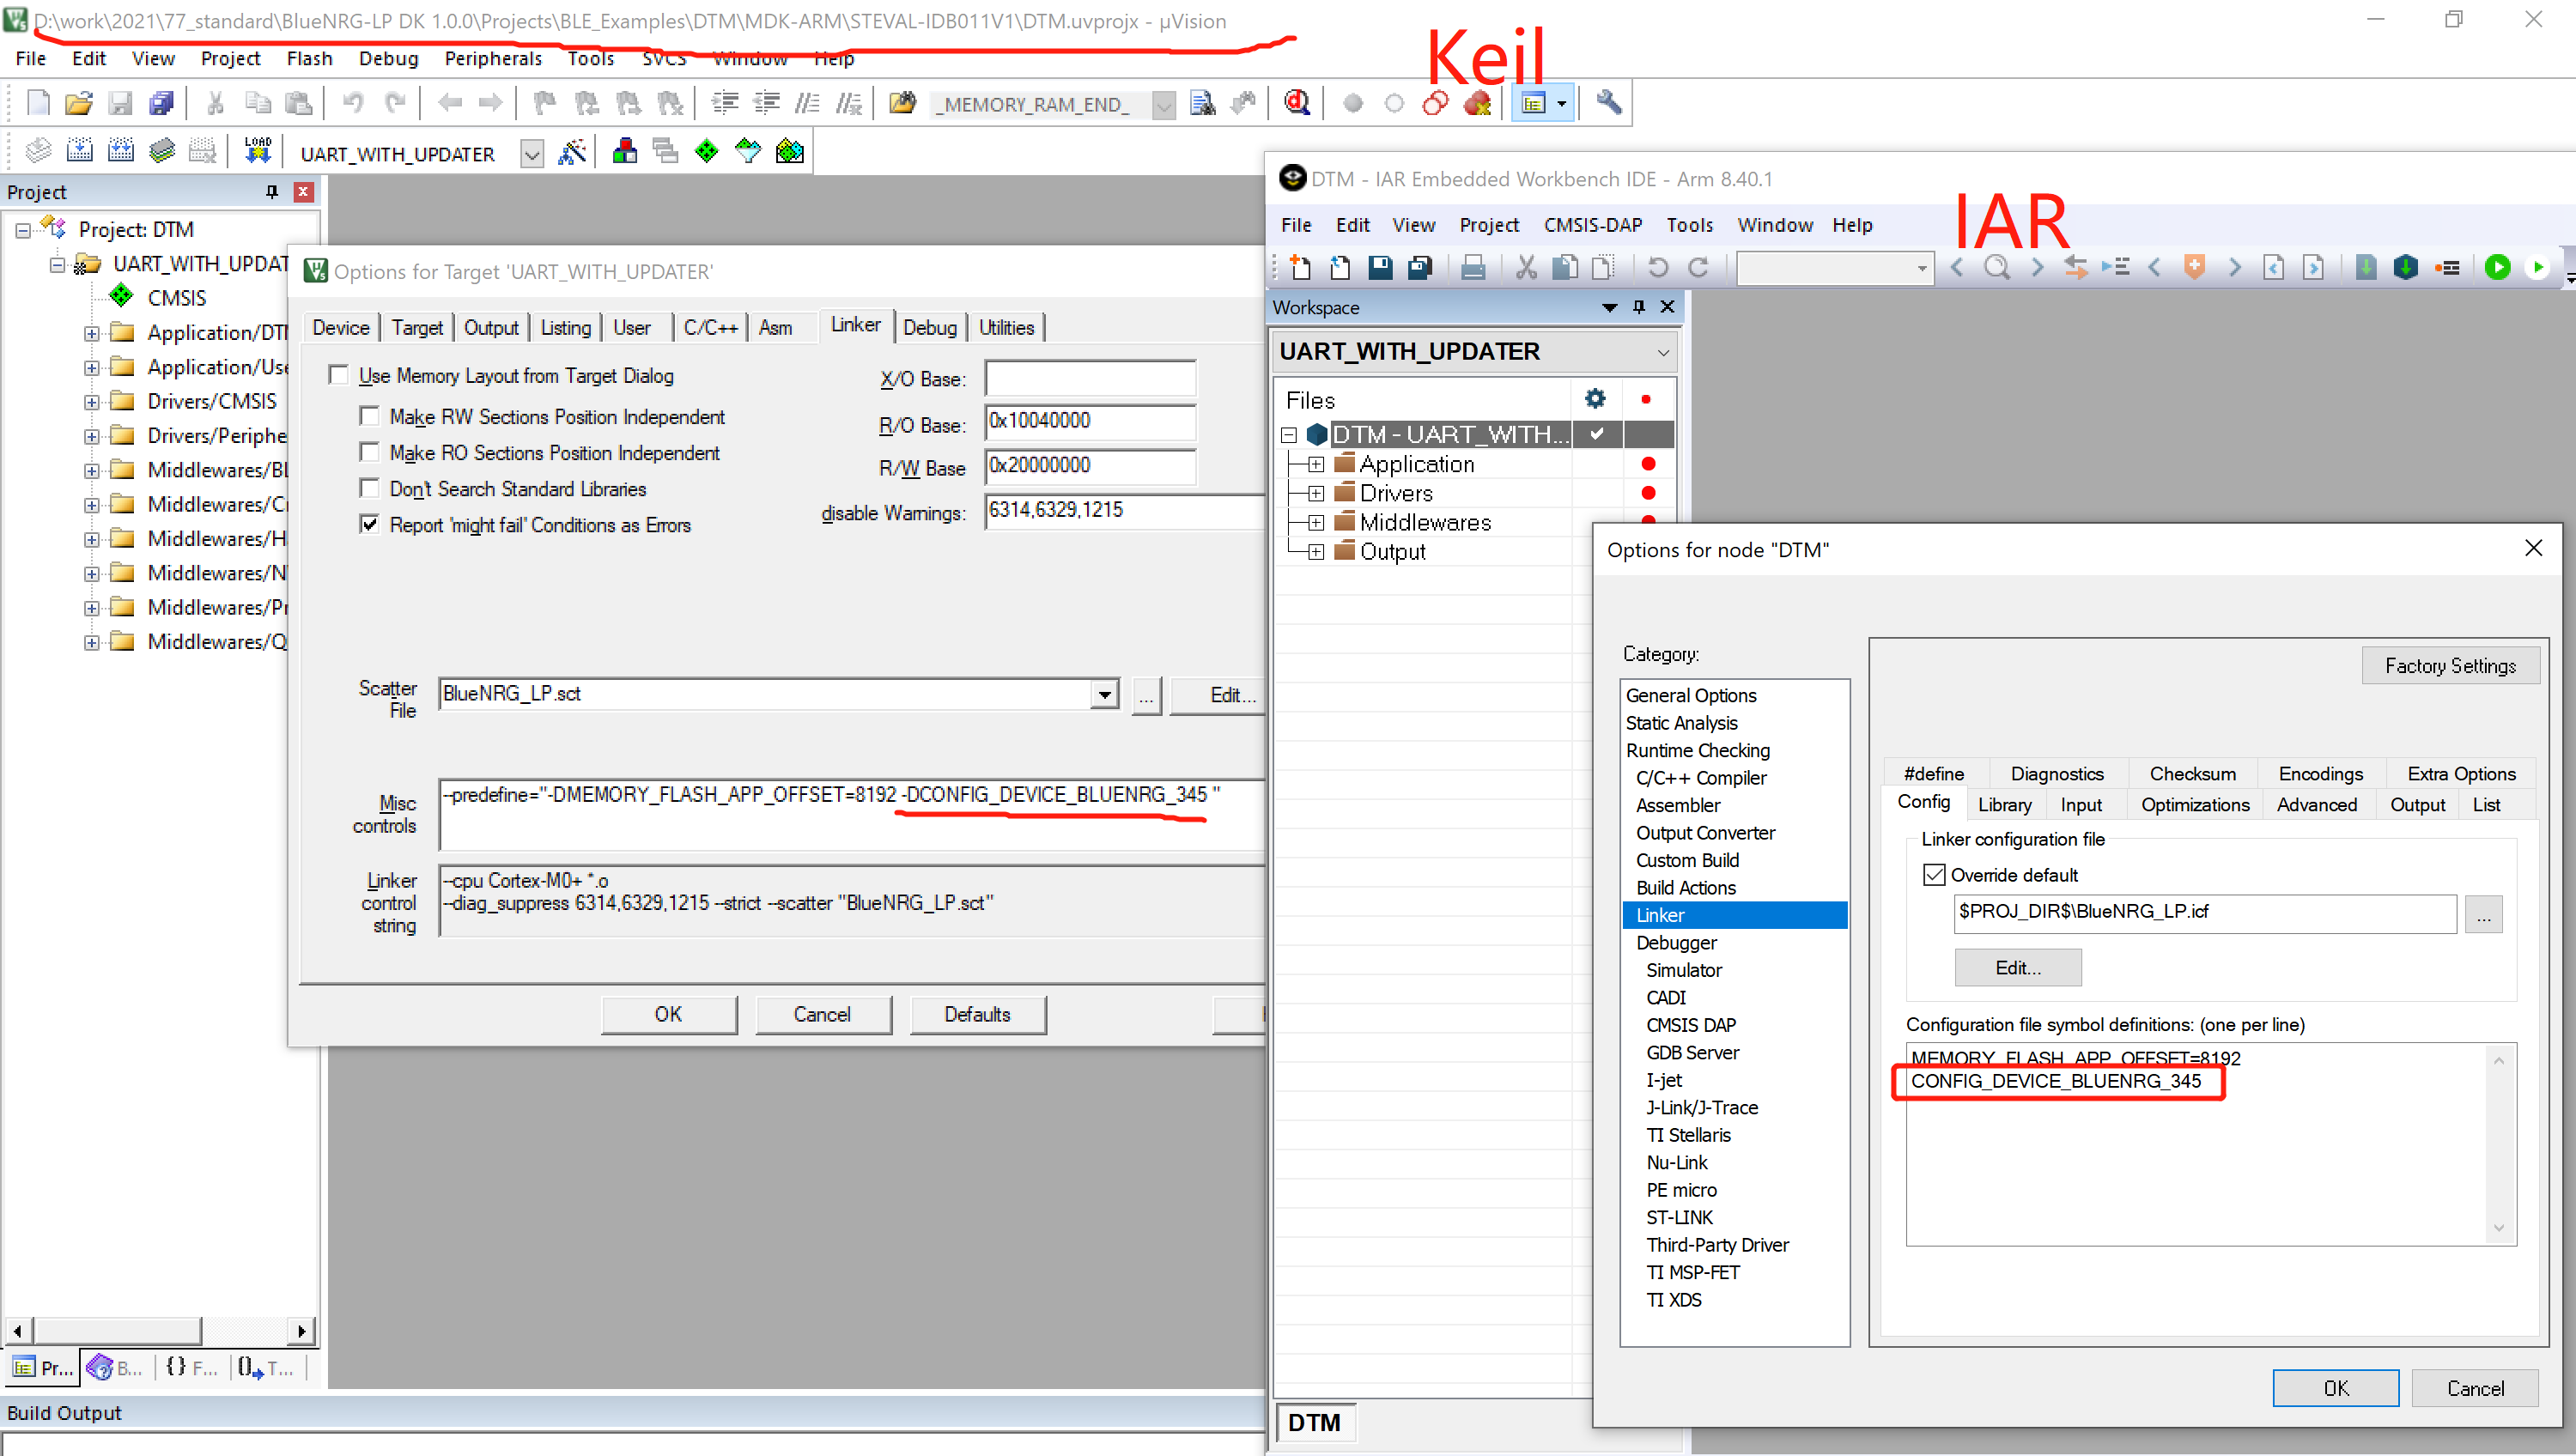 D:\work\2021\77_standard\BlueNRG-LP DK 1.0.0\Projects\BLE_Examples\DTM\MDK-ARM\STEVAL-IDB011V1\DTM.uvprojx - µVision
File Edit View Project Flash Debug Peripherals Tools SVCS Window Help
Keil
_MEMORY_RAM_END_
LOAD
UART_WITH_UPDATER
Project
Project: DTM
UART_WITH_UPDAT
CMSIS
Application/DTM
Application/Use
Drivers/CMSIS
Drivers/Periphe
Middlewares/BL
Middlewares/Cr
Middlewares/H
Middlewares/N
Middlewares/Pr
Middlewares/Q
Pr... B... {} F... T...
Build Output
Options for Target 'UART_WITH_UPDATER'
Device Target Output Listing User C/C++ Asm Linker Debug Utilities
Use Memory Layout from Target Dialog
Make RW Sections Position Independent
Make RO Sections Position Independent
Don't Search Standard Libraries
Report 'might fail' Conditions as Errors
X/O Base:
R/O Base: 0x10040000
R/W Base 0x20000000
disable Warnings: 6314,6329,1215
Scatter File BlueNRG_LP.sct ... Edit...
Misc controls --predefine="-DMEMORY_FLASH_APP_OFFSET=8192 -DCONFIG_DEVICE_BLUENRG_345 "
Linker control string --cpu Cortex-M0+ *.o
--diag_suppress 6314,6329,1215 --strict --scatter "BlueNRG_LP.sct"
OK Cancel Defaults
DTM - IAR Embedded Workbench IDE - Arm 8.40.1
File Edit View Project CMSIS-DAP Tools Window Help
IAR
Workspace
UART_WITH_UPDATER
Files
DTM - UART_WITH...
Application
Drivers
Middlewares
Output
DTM
Options for node "DTM"
Category:
General Options
Static Analysis
Runtime Checking
C/C++ Compiler
Assembler
Output Converter
Custom Build
Build Actions
Linker
Debugger
Simulator
CADI
CMSIS DAP
GDB Server
I-jet
J-Link/J-Trace
TI Stellaris
Nu-Link
PE micro
ST-LINK
Third-Party Driver
TI MSP-FET
TI XDS
Factory Settings
#define Diagnostics Checksum Encodings Extra Options
Config Library Input Optimizations Advanced Output List
Linker configuration file
Override default
$PROJ_DIR$\BlueNRG_LP.icf ...
Edit...
Configuration file symbol definitions: (one per line)
MEMORY_FLASH_APP_OFFSET=8192
CONFIG_DEVICE_BLUENRG_345
OK Cancel